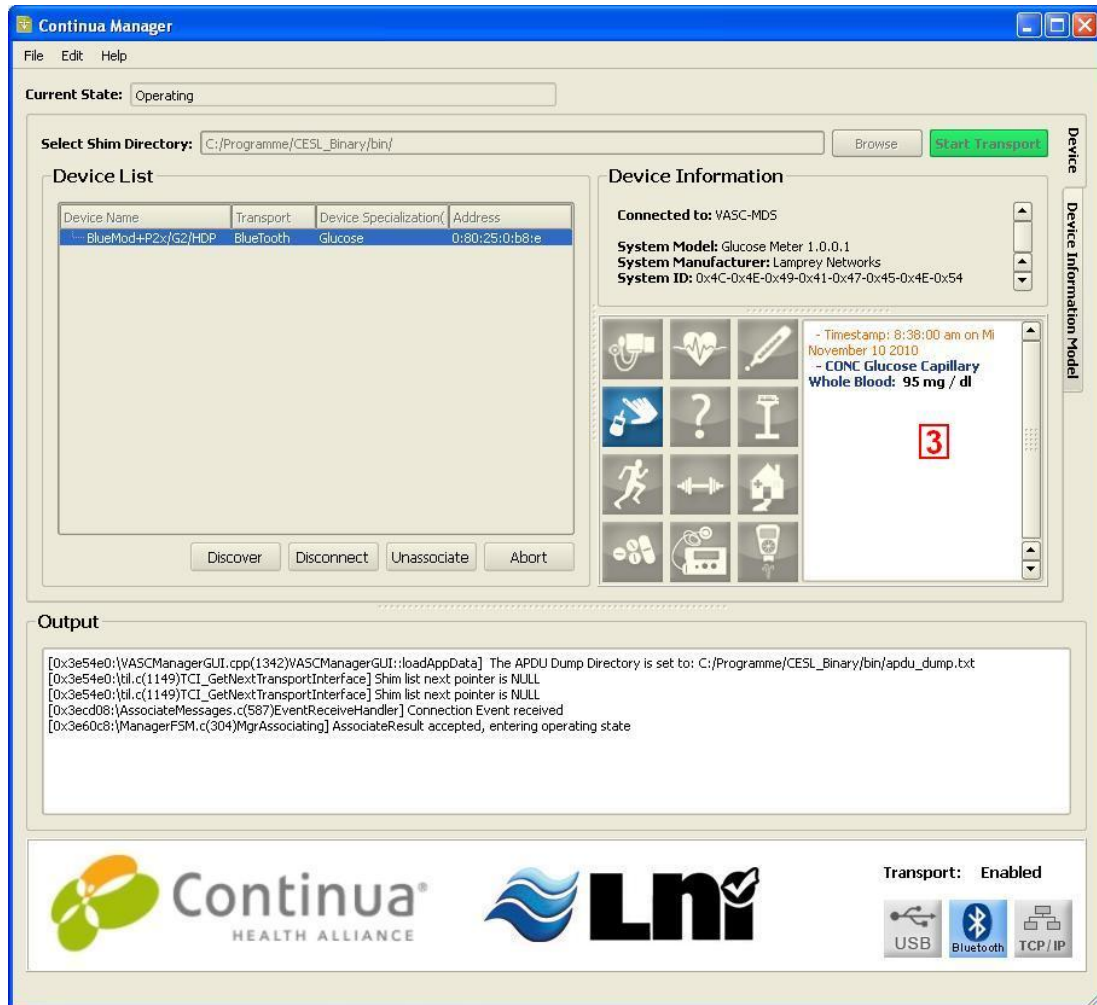 Continua Manager
File Edit Help
Current State: Operating
Select Shim Directory: C:/Programme/CESL_Binary/bin/ Browse Start Transport
Device
Device Information Model
Device List
Device Name Transport Device Specialization( Address
BlueMod+P2x/G2/HDP BlueTooth Glucose 0:80:25:0:b8:e
Discover Disconnect Unassociate Abort
Device Information
Connected to: VASC-MDS
System Model: Glucose Meter 1.0.0.1
System Manufacturer: Lamprey Networks
System ID: 0x4C-0x4E-0x49-0x41-0x47-0x45-0x4E-0x54
- Timestamp: 8:38:00 am on Mi
November 10 2010
- CONC Glucose Capillary
Whole Blood: 95 mg / dl
3
Output
[0x3e54e0:\VASCManagerGUI.cpp(1342)VASCManagerGUI::loadAppData] The APDU Dump Directory is set to: C:/Programme/CESL_Binary/bin/apdu_dump.txt
[0x3e54e0:\til.c(1149)TCI_GetNextTransportInterface] Shim list next pointer is NULL
[0x3e54e0:\til.c(1149)TCI_GetNextTransportInterface] Shim list next pointer is NULL
[0x3ecd08:\AssociateMessages.c(587)EventReceiveHandler] Connection Event received
[0x3e60c8:\ManagerFSM.c(304)MgrAssociating] AssociateResult accepted, entering operating state
Continua®
HEALTH ALLIANCE
Lni
Transport: Enabled
USB Bluetooth TCP/IP